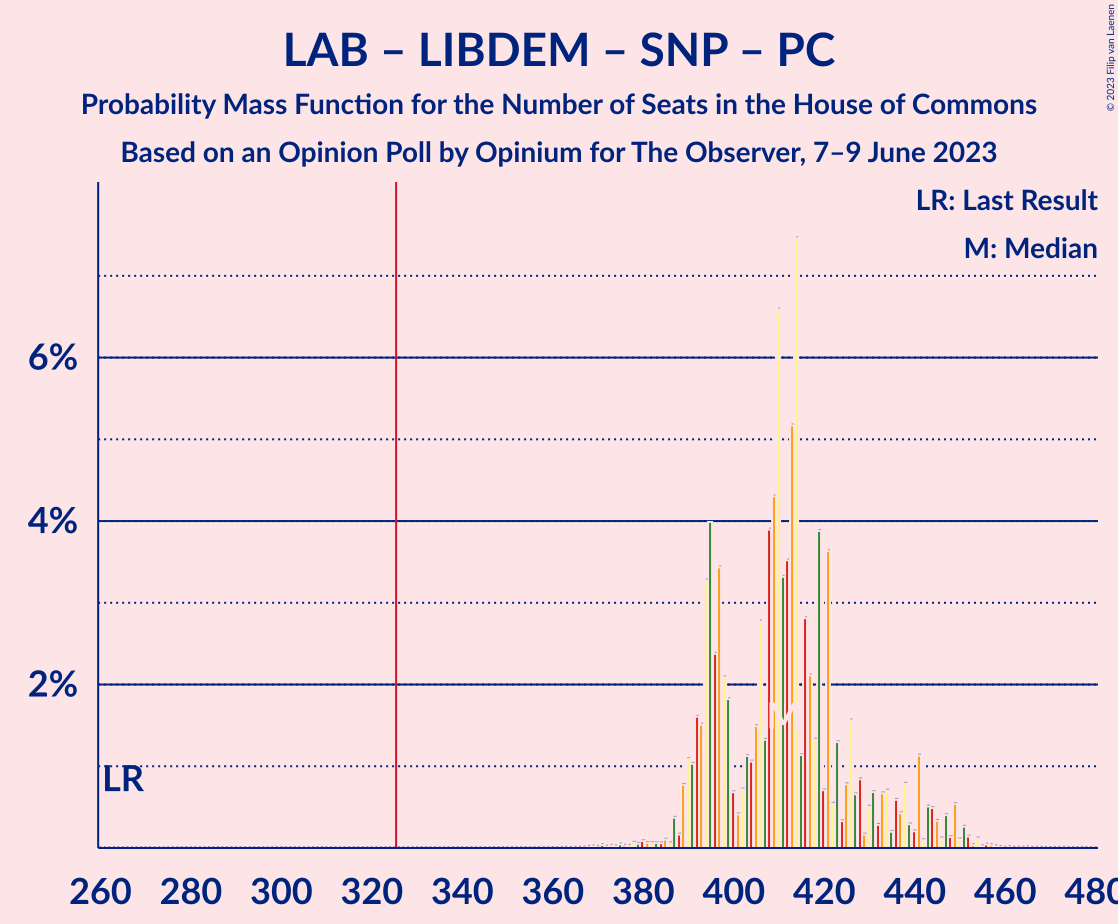 LAB – LIBDEM – SNP – PC
Probability Mass Function for the Number of Seats in the House of Commons
Based on an Opinion Poll by Opinium for The Observer, 7–9 June 2023
© 2023 Filip van Laenen
LR: Last Result
M: Median
6%
4%
2%
LR
M
260 280 300 320 340 360 380 400 420 440 460 480